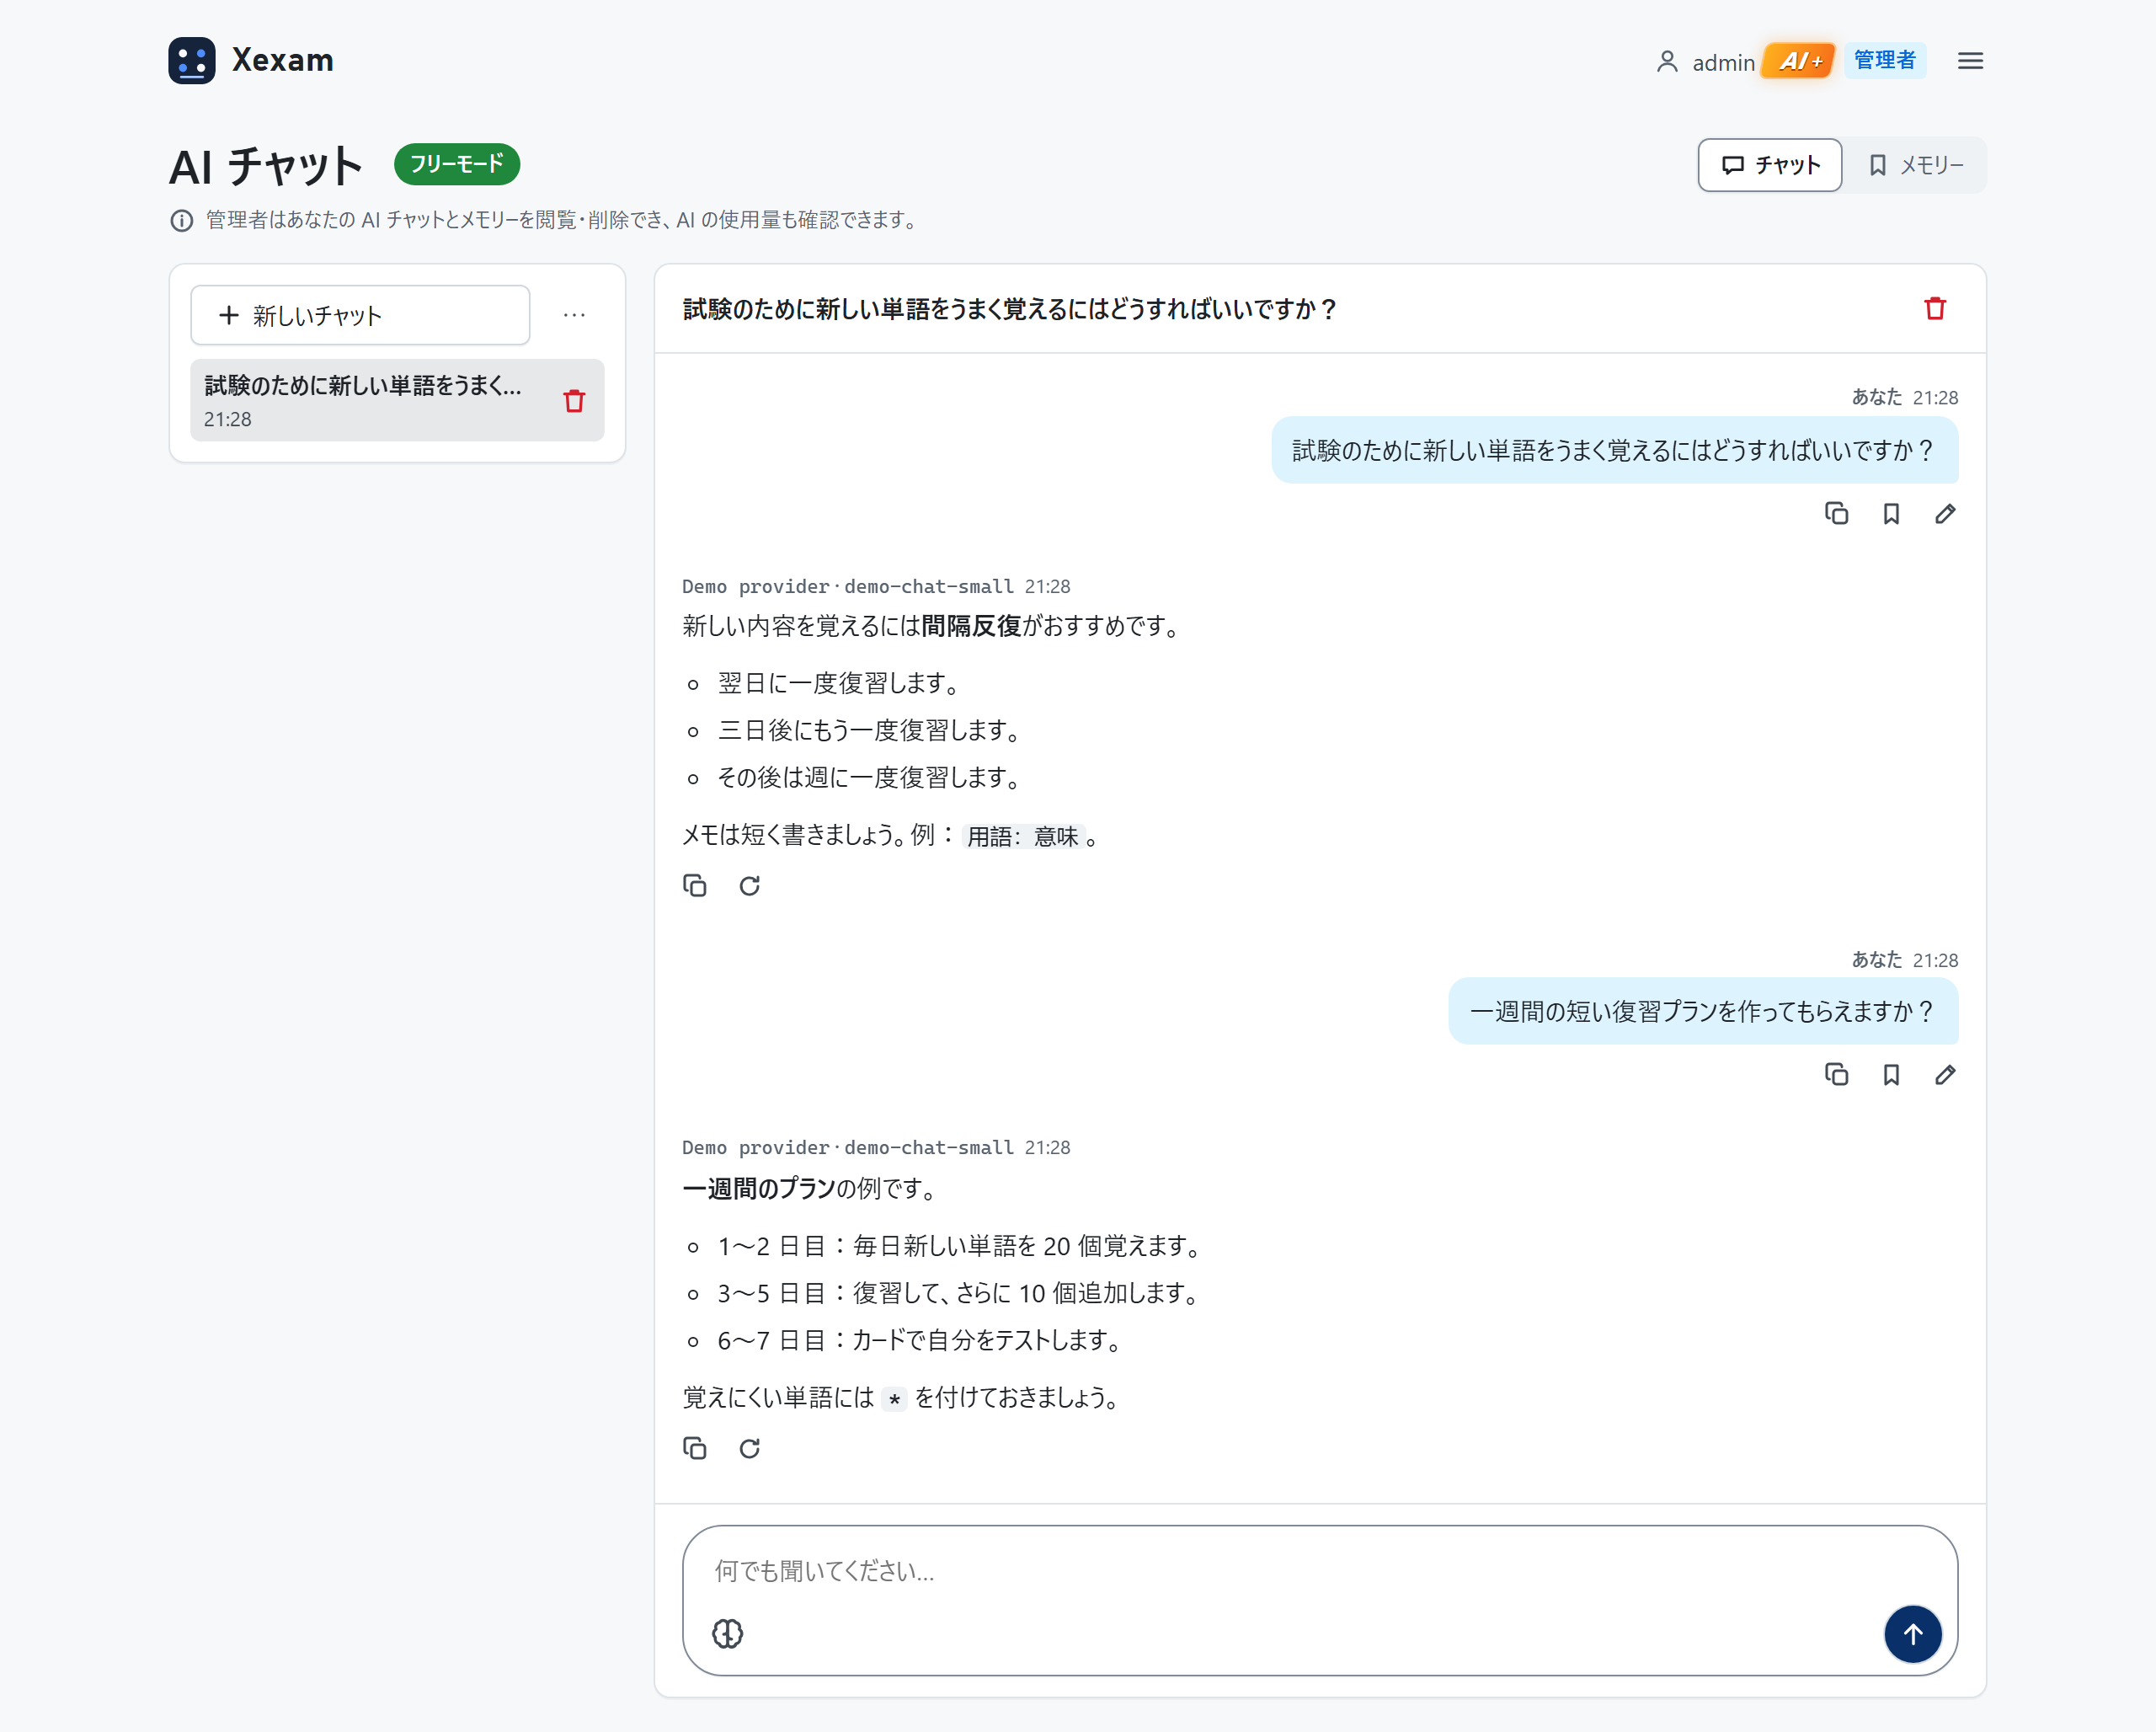 Xexam
admin AI+ 管理者
AI チャット フリーモード
チャット メモリー
管理者はあなたの AI チャットとメモリーを閲覧・削除でき、AI の使用量も確認できます。
+ 新しいチャット ...
試験のために新しい単語をうまく...
21:28
試験のために新しい単語をうまく覚えるにはどうすればいいですか？
あなた 21:28
試験のために新しい単語をうまく覚えるにはどうすればいいですか？
Demo provider·demo-chat-small 21:28
新しい内容を覚えるには間隔反復がおすすめです。
翌日に一度復習します。
三日後にもう一度復習します。
その後は週に一度復習します。
メモは短く書きましょう。例：用語: 意味。
あなた 21:28
一週間の短い復習プランを作ってもらえますか？
Demo provider·demo-chat-small 21:28
一週間のプランの例です。
1～2 日目：毎日新しい単語を 20 個覚えます。
3～5 日目：復習して、さらに 10 個追加します。
6～7 日目：カードで自分をテストします。
覚えにくい単語には * を付けておきましょう。
何でも聞いてください...